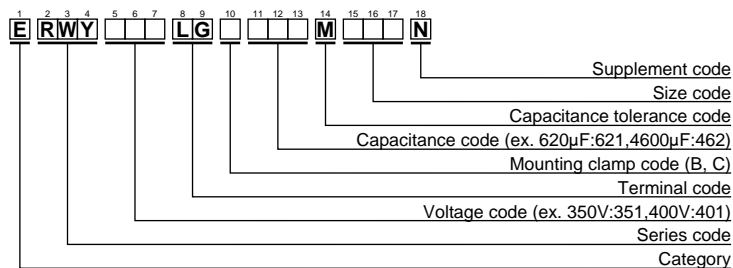 1 2 3 4 5 6 7 8 9 10 11 12 13 14 15 16 17 18
E R W Y L G M N
Supplement code
Size code
Capacitance tolerance code
Capacitance code (ex. 620µF:621,4600µF:462)
Mounting clamp code (B, C)
Terminal code
Voltage code (ex. 350V:351,400V:401)
Series code
Category